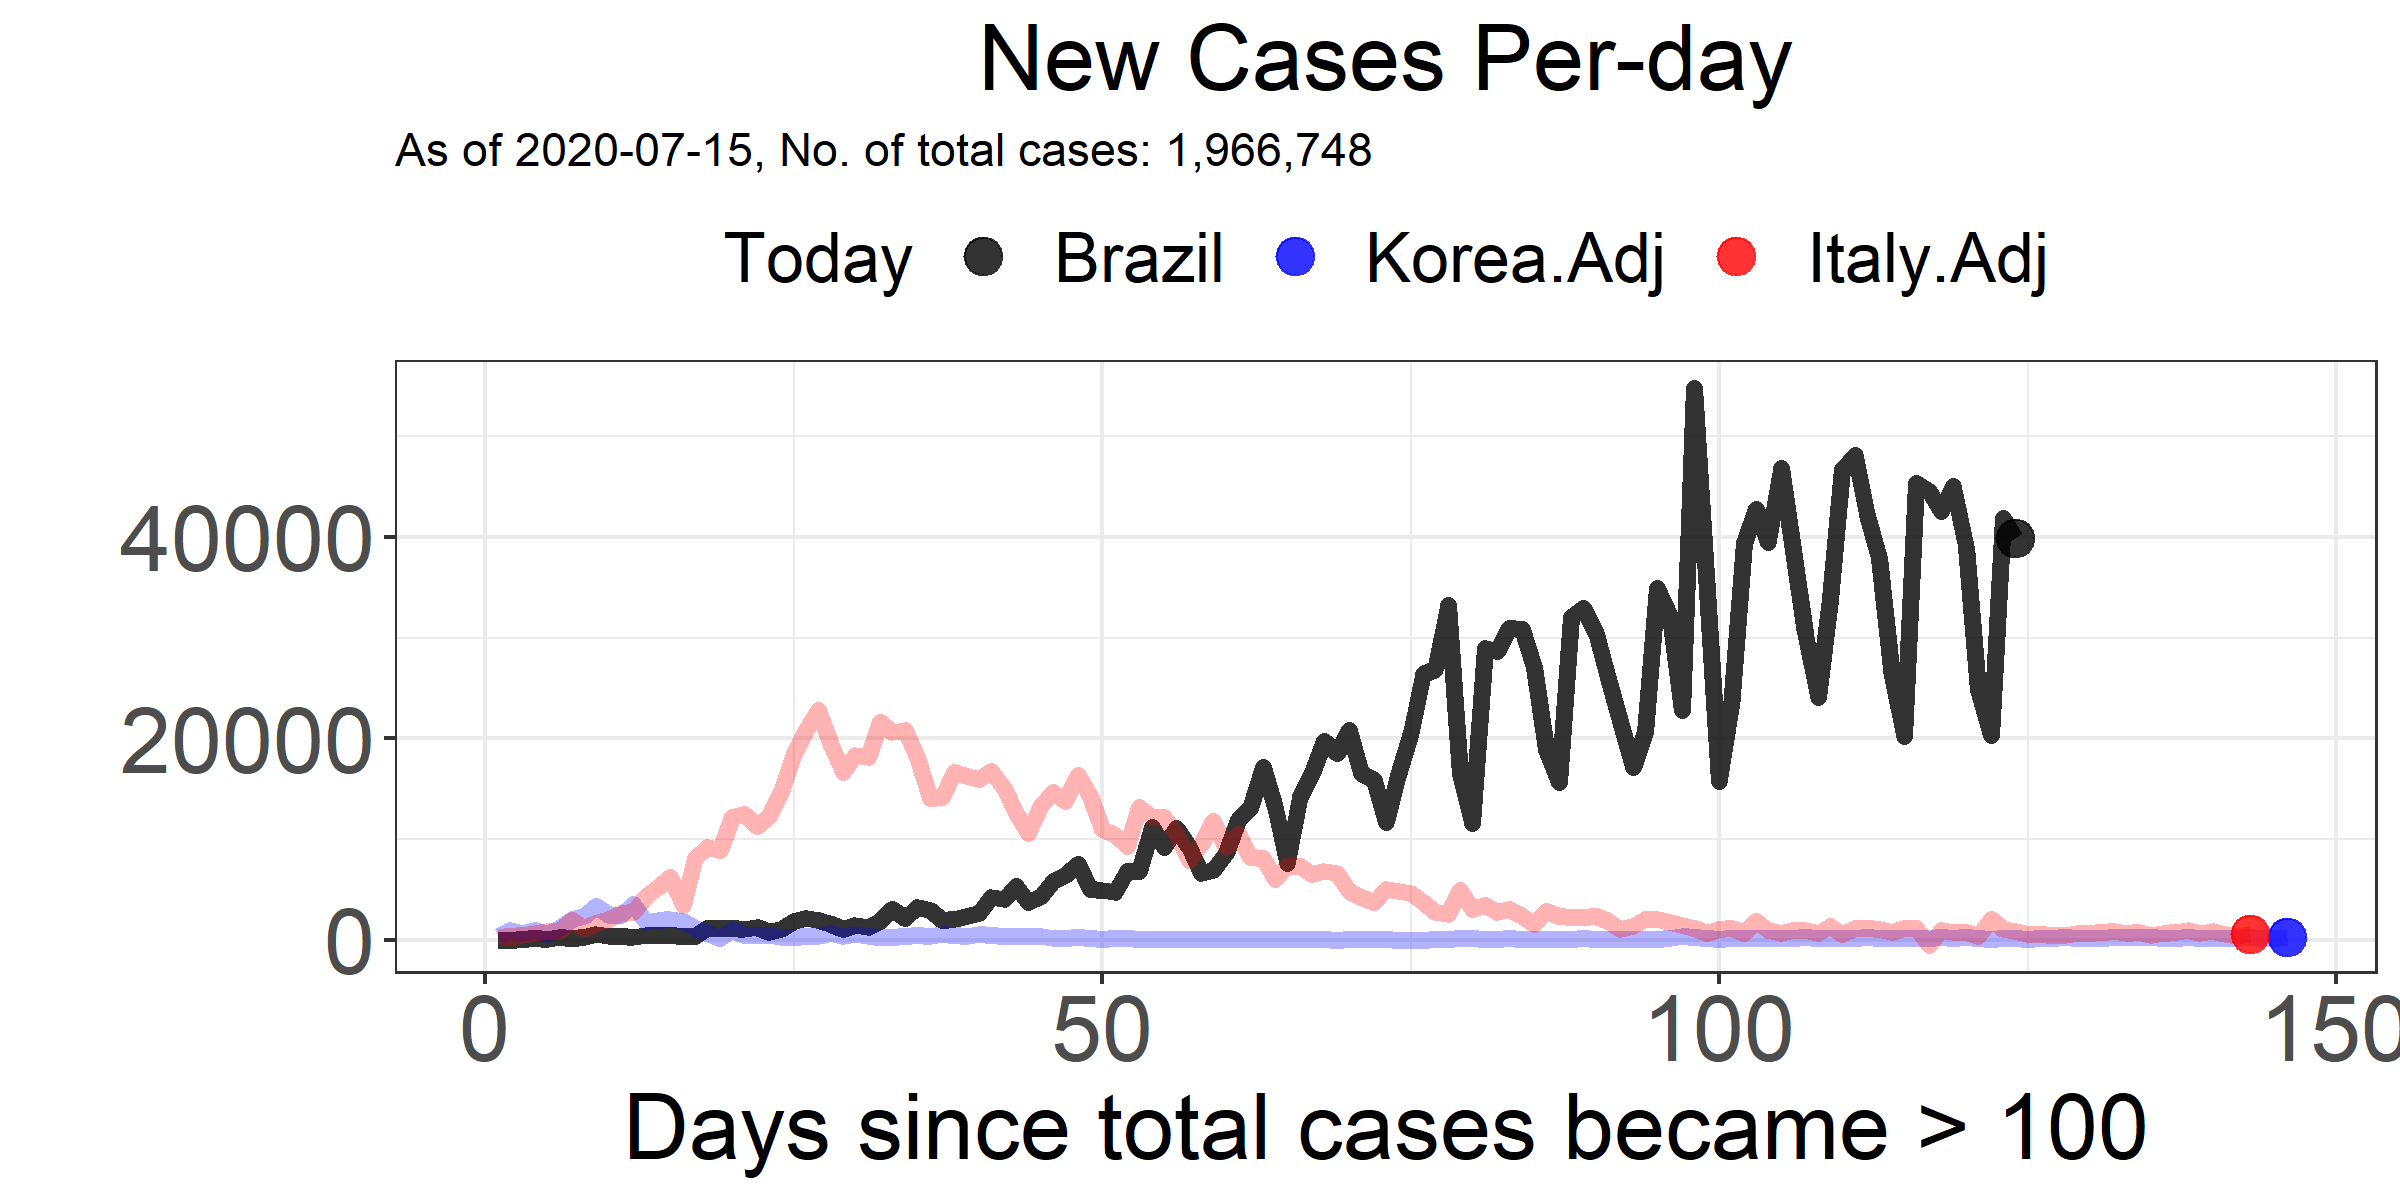 New Cases Per-day
As of 2020-07-15, No. of total cases: 1,966,748
Today Brazil Korea.Adj Italy.Adj
40000
20000
0
0 50 100 150
Days since total cases became > 100